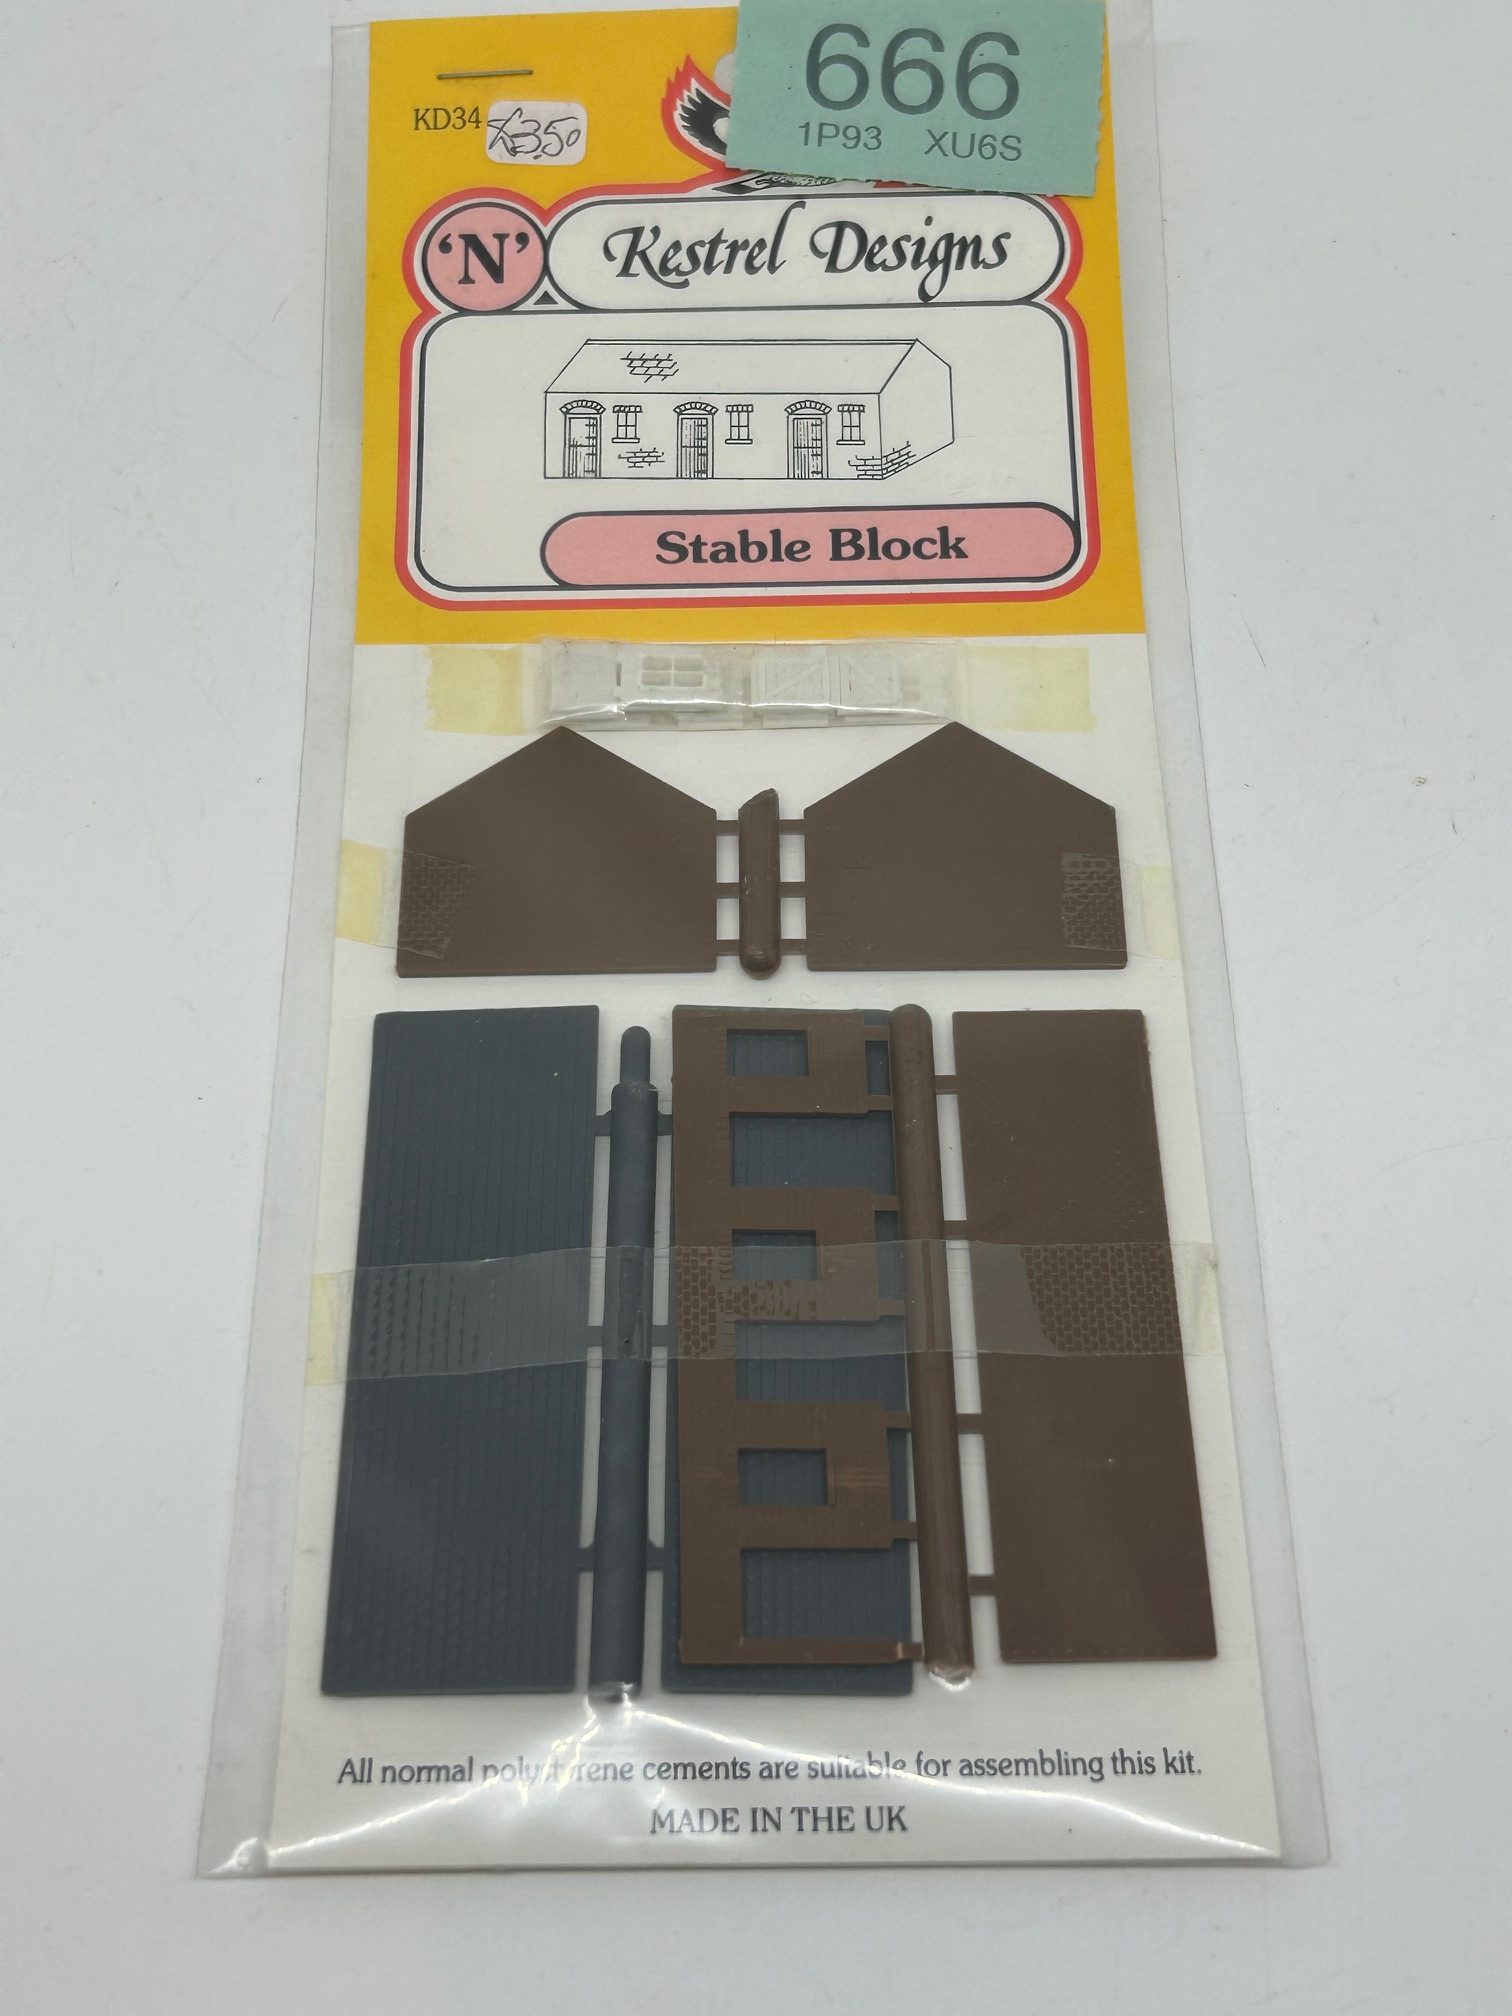 666
1P93 XU6S
KD34
£3.50
'N'
Kestrel Designs
Stable Block
All normal polystyrene cements are suitable for assembling this kit.
MADE IN THE UK